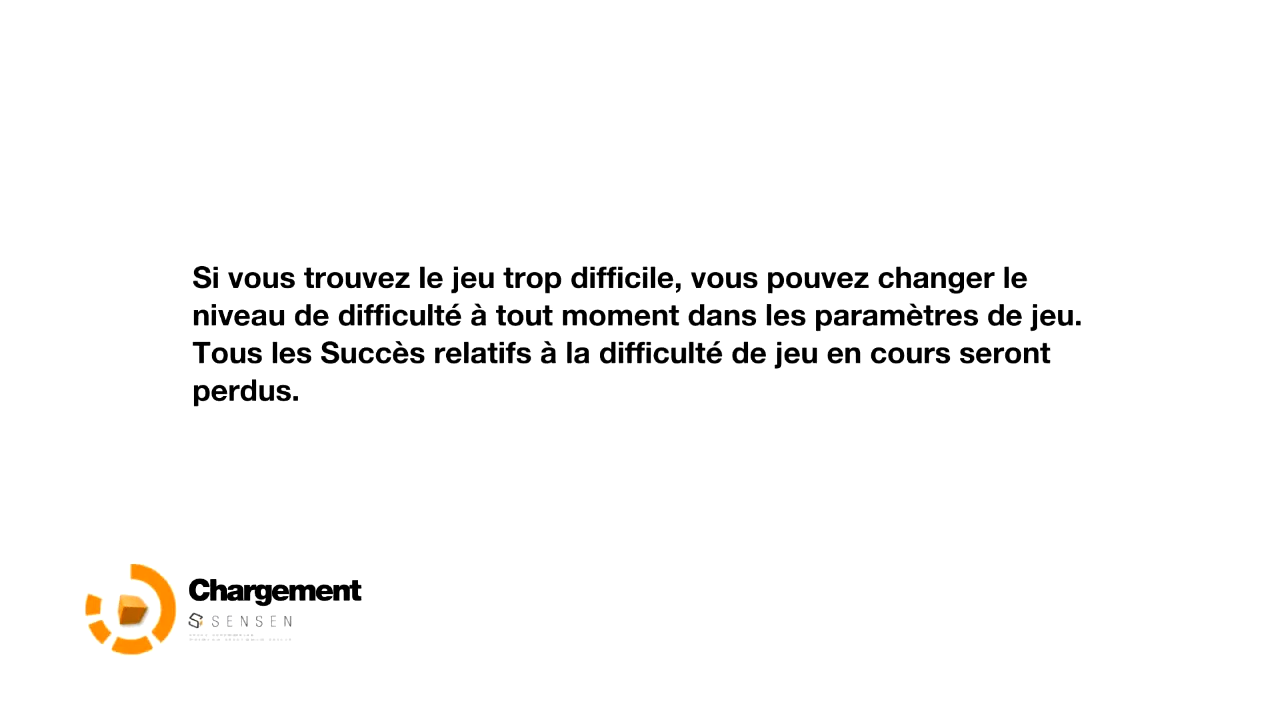 Si vous trouvez le jeu trop difficile, vous pouvez changer le
niveau de difficulté à tout moment dans les paramètres de jeu.
Tous les Succès relatifs à la difficulté de jeu en cours seront
perdus.
Chargement
SENSEN